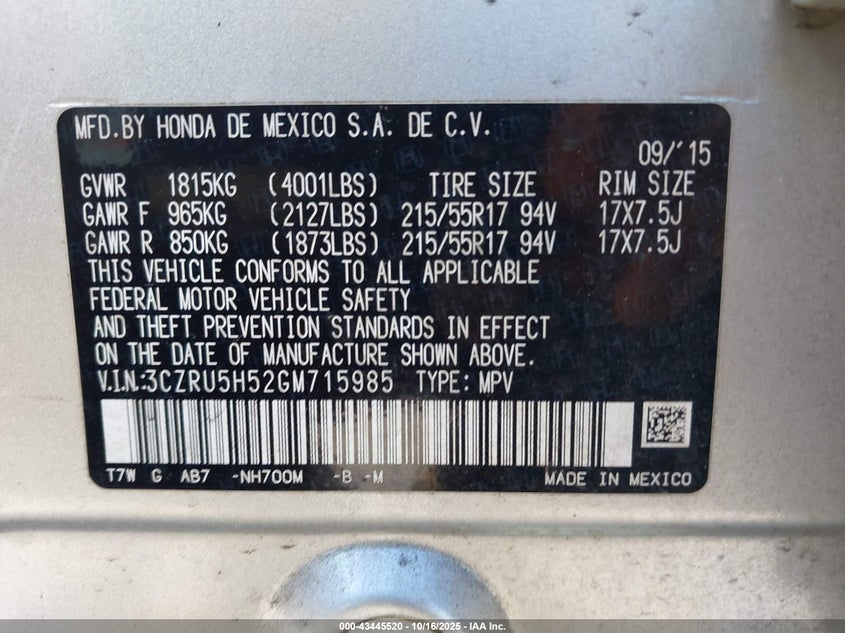 MFD.BY HONDA DE MEXICO S.A. DE C.V.
09/'15
GVWR 1815KG (4001LBS) TIRE SIZE RIM SIZE
GAWR F 965KG (2127LBS) 215/55R17 94V 17X7.5J
GAWR R 850KG (1873LBS) 215/55R17 94V 17X7.5J
THIS VEHICLE CONFORMS TO ALL APPLICABLE
FEDERAL MOTOR VEHICLE SAFETY
AND THEFT PREVENTION STANDARDS IN EFFECT
ON THE DATE OF MANUFACTURE SHOWN ABOVE.
V.I.N.:3CZRU5H52GM715985 TYPE: MPV
T7W G AB7 -NH700M -B -M MADE IN MEXICO
000-43445520 - 10/16/2025 - IAA Inc.